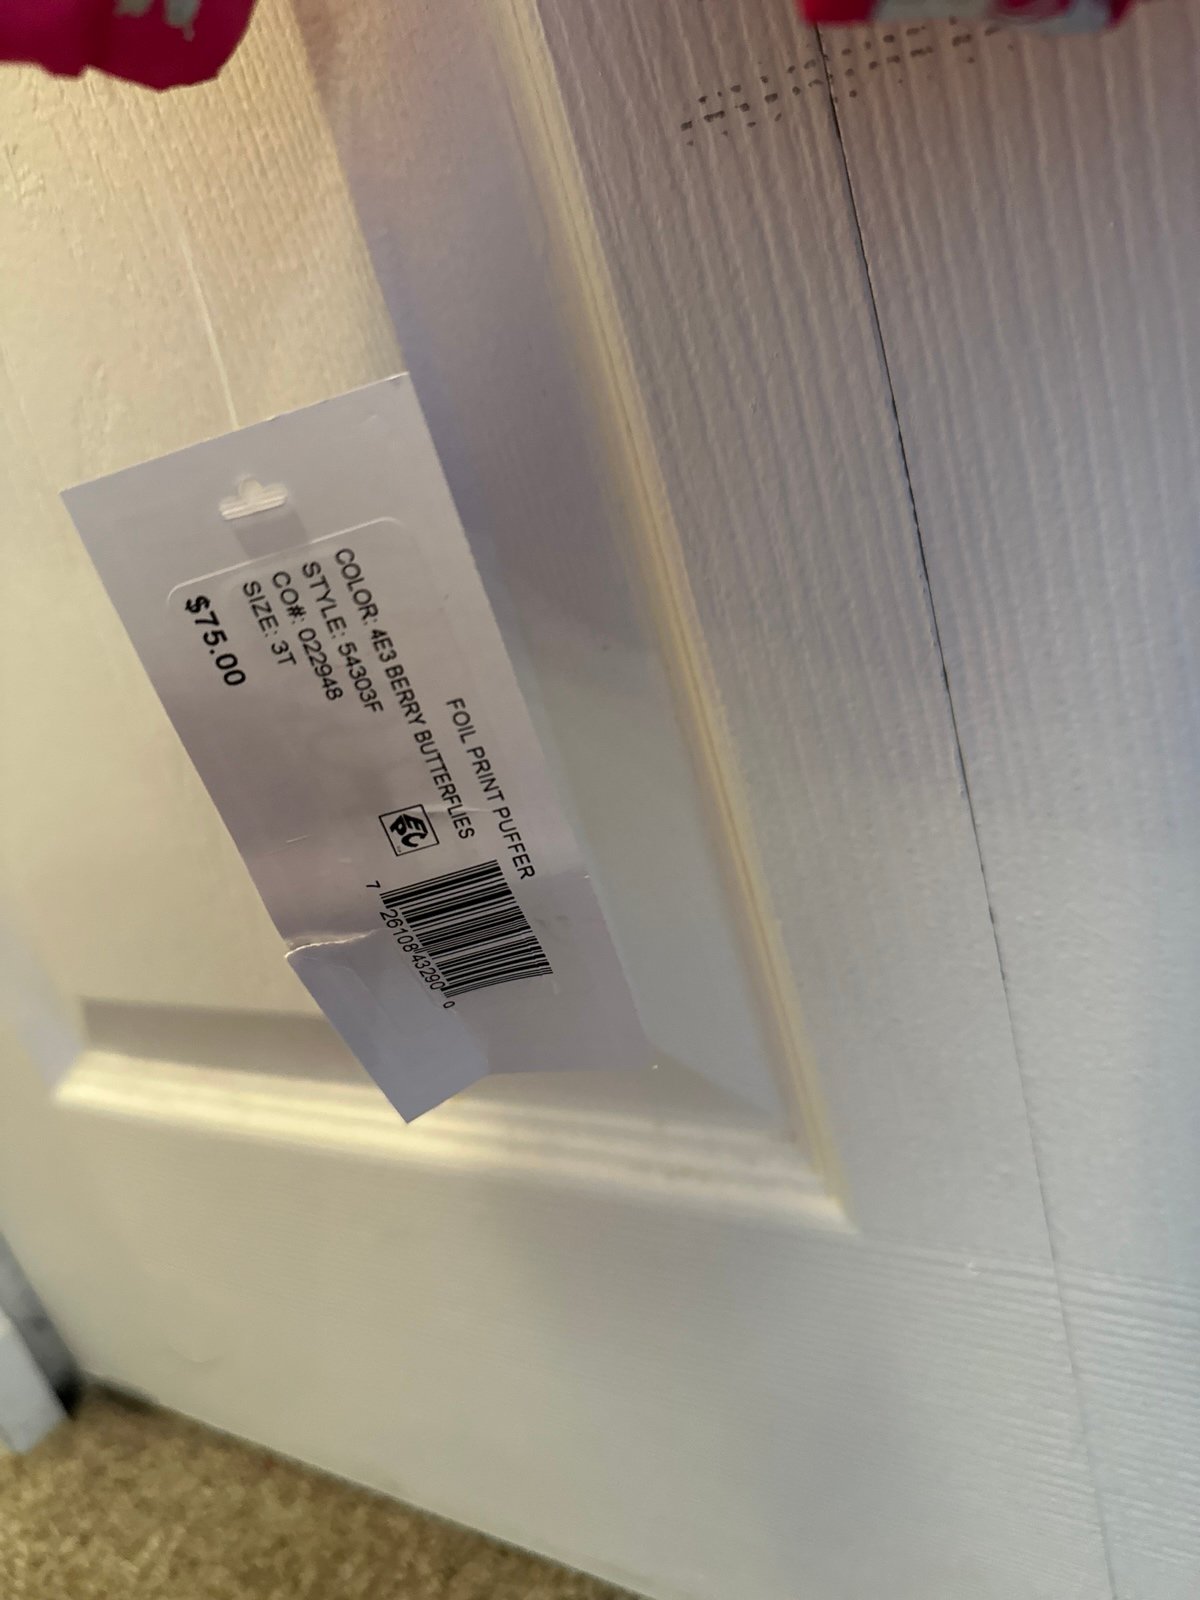 FOIL PRINT PUFFER
COLOR: 4E3 BERRY BUTTERFLIES
STYLE: 54303F
CO#: 022948
SIZE: 3T
$75.00
EPC
7 26108 43290 0